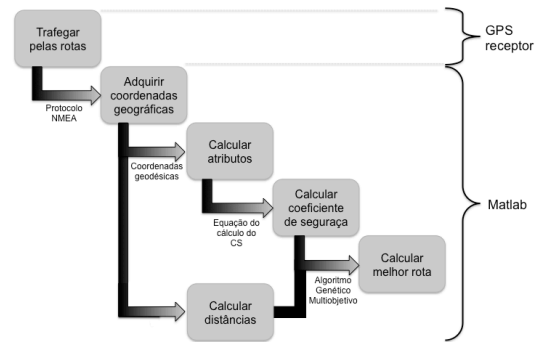 Trafegar
pelas rotas
GPS
receptor
Protocolo
NMEA
Adquirir
coordenadas
geográficas
Coordenadas
geodésicas
Calcular
atributos
Equação do
cálculo do
CS
Calcular
coeficiente
de seguraça
Matlab
Algoritmo
Genético
Multiobjetivo
Calcular
melhor rota
Calcular
distâncias